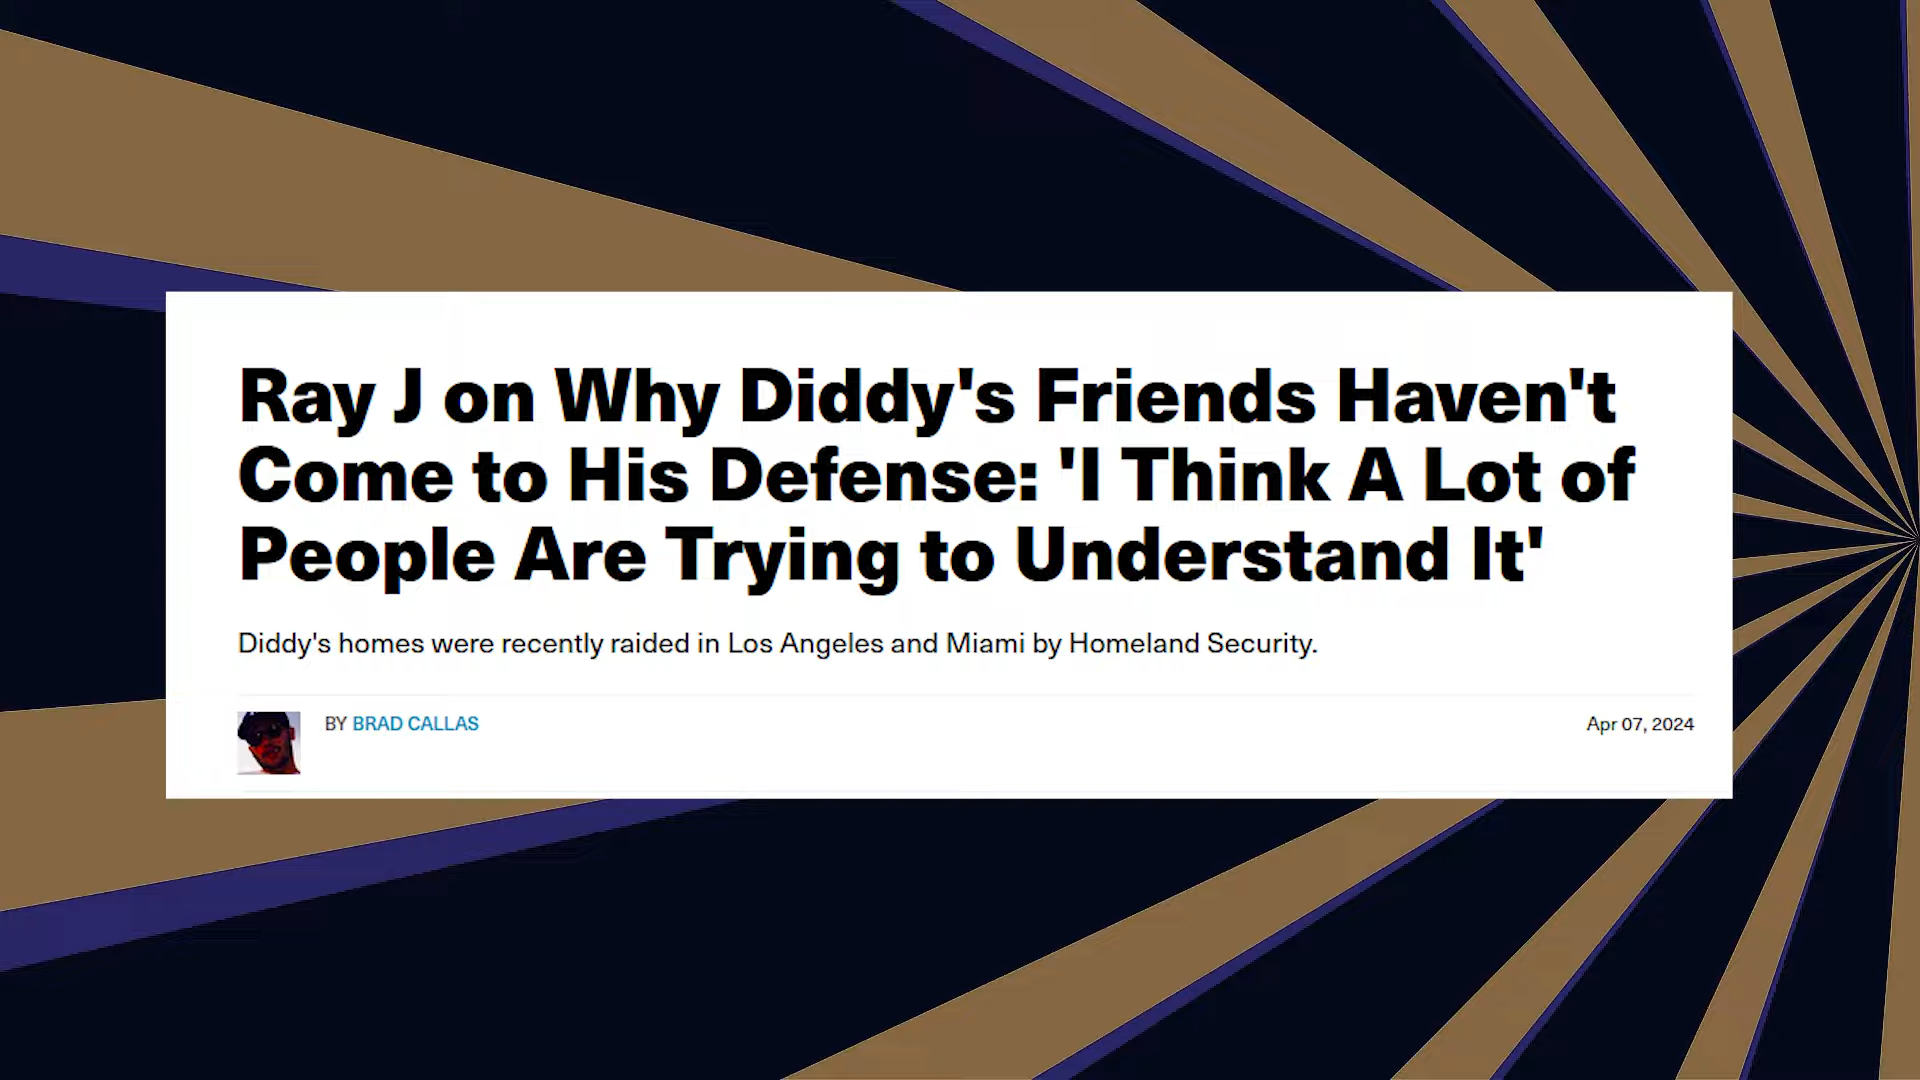 Ray J on Why Diddy's Friends Haven't
Come to His Defense: 'I Think A Lot of
People Are Trying to Understand It'
Diddy's homes were recently raided in Los Angeles and Miami by Homeland Security.
BY BRAD CALLAS
Apr 07, 2024